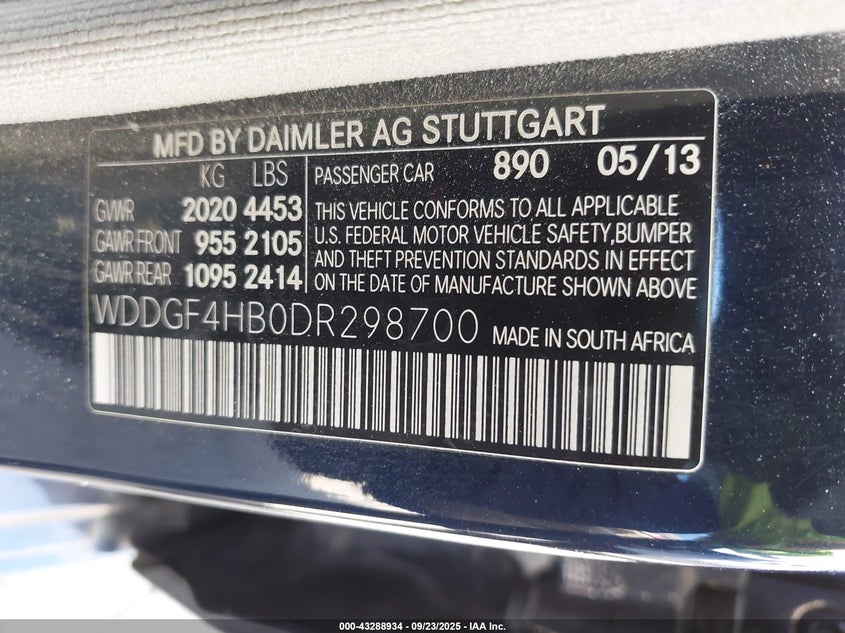 MFD BY DAIMLER AG STUTTGART
KG LBS
GVWR 2020 4453
GAWR FRONT 955 2105
GAWR REAR 1095 2414
PASSENGER CAR 890 05/13
THIS VEHICLE CONFORMS TO ALL APPLICABLE
U.S. FEDERAL MOTOR VEHICLE SAFETY,BUMPER
AND THEFT PREVENTION STANDARDS IN EFFECT
ON THE DATE OF MANUFACTURE SHOWN ABOVE
WDDGF4HB0DR298700 MADE IN SOUTH AFRICA
000-43288934 - 09/23/2025 - IAA Inc.